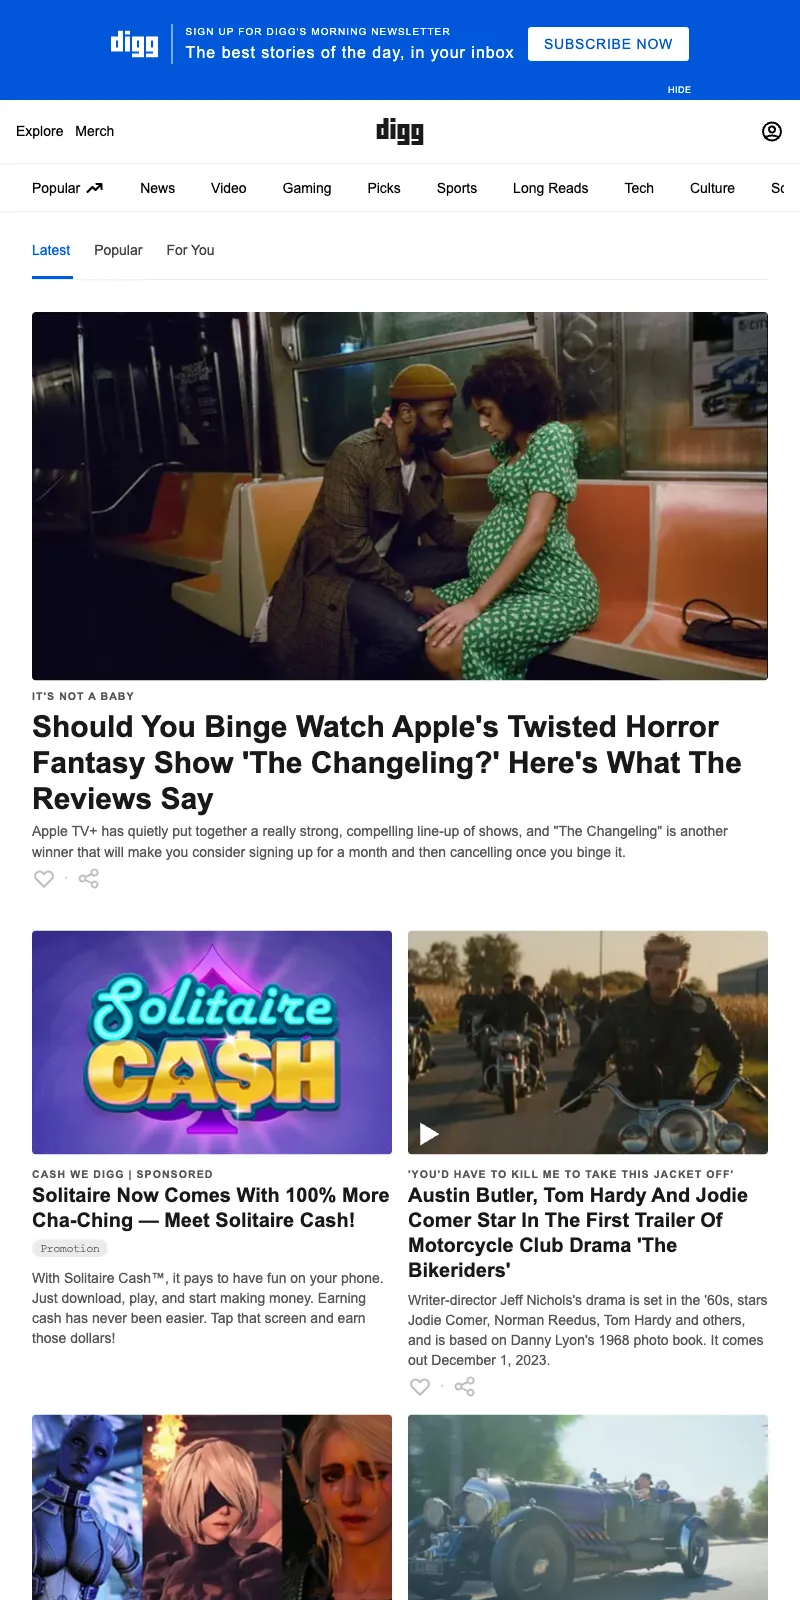 digg
SIGN UP FOR DIGG'S MORNING NEWSLETTER
The best stories of the day, in your inbox
SUBSCRIBE NOW
HIDE
Explore Merch
digg
Popular News Video Gaming Picks Sports Long Reads Tech Culture Sc
Latest Popular For You
IT'S NOT A BABY
Should You Binge Watch Apple's Twisted Horror
Fantasy Show 'The Changeling?' Here's What The
Reviews Say
Apple TV+ has quietly put together a really strong, compelling line-up of shows, and "The Changeling" is another
winner that will make you consider signing up for a month and then cancelling once you binge it.
Solitaire
CA$H
CASH WE DIGG | SPONSORED
Solitaire Now Comes With 100% More
Cha-Ching — Meet Solitaire Cash!
Promotion
With Solitaire Cash™, it pays to have fun on your phone.
Just download, play, and start making money. Earning
cash has never been easier. Tap that screen and earn
those dollars!
'YOU'D HAVE TO KILL ME TO TAKE THIS JACKET OFF'
Austin Butler, Tom Hardy And Jodie
Comer Star In The First Trailer Of
Motorcycle Club Drama 'The
Bikeriders'
Writer-director Jeff Nichols's drama is set in the '60s, stars
Jodie Comer, Norman Reedus, Tom Hardy and others,
and is based on Danny Lyon's 1968 photo book. It comes
out December 1, 2023.